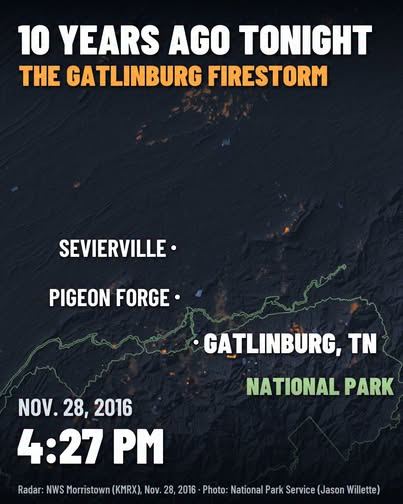 10 YEARS AGO TONIGHT
THE GATLINBURG FIRESTORM
SEVIERVILLE
PIGEON FORGE
GATLINBURG, TN
NATIONAL PARK
NOV. 28, 2016
4:27 PM
Radar: NWS Morristown (KMRX), Nov. 28, 2016 · Photo: National Park Service (Jason Willette)